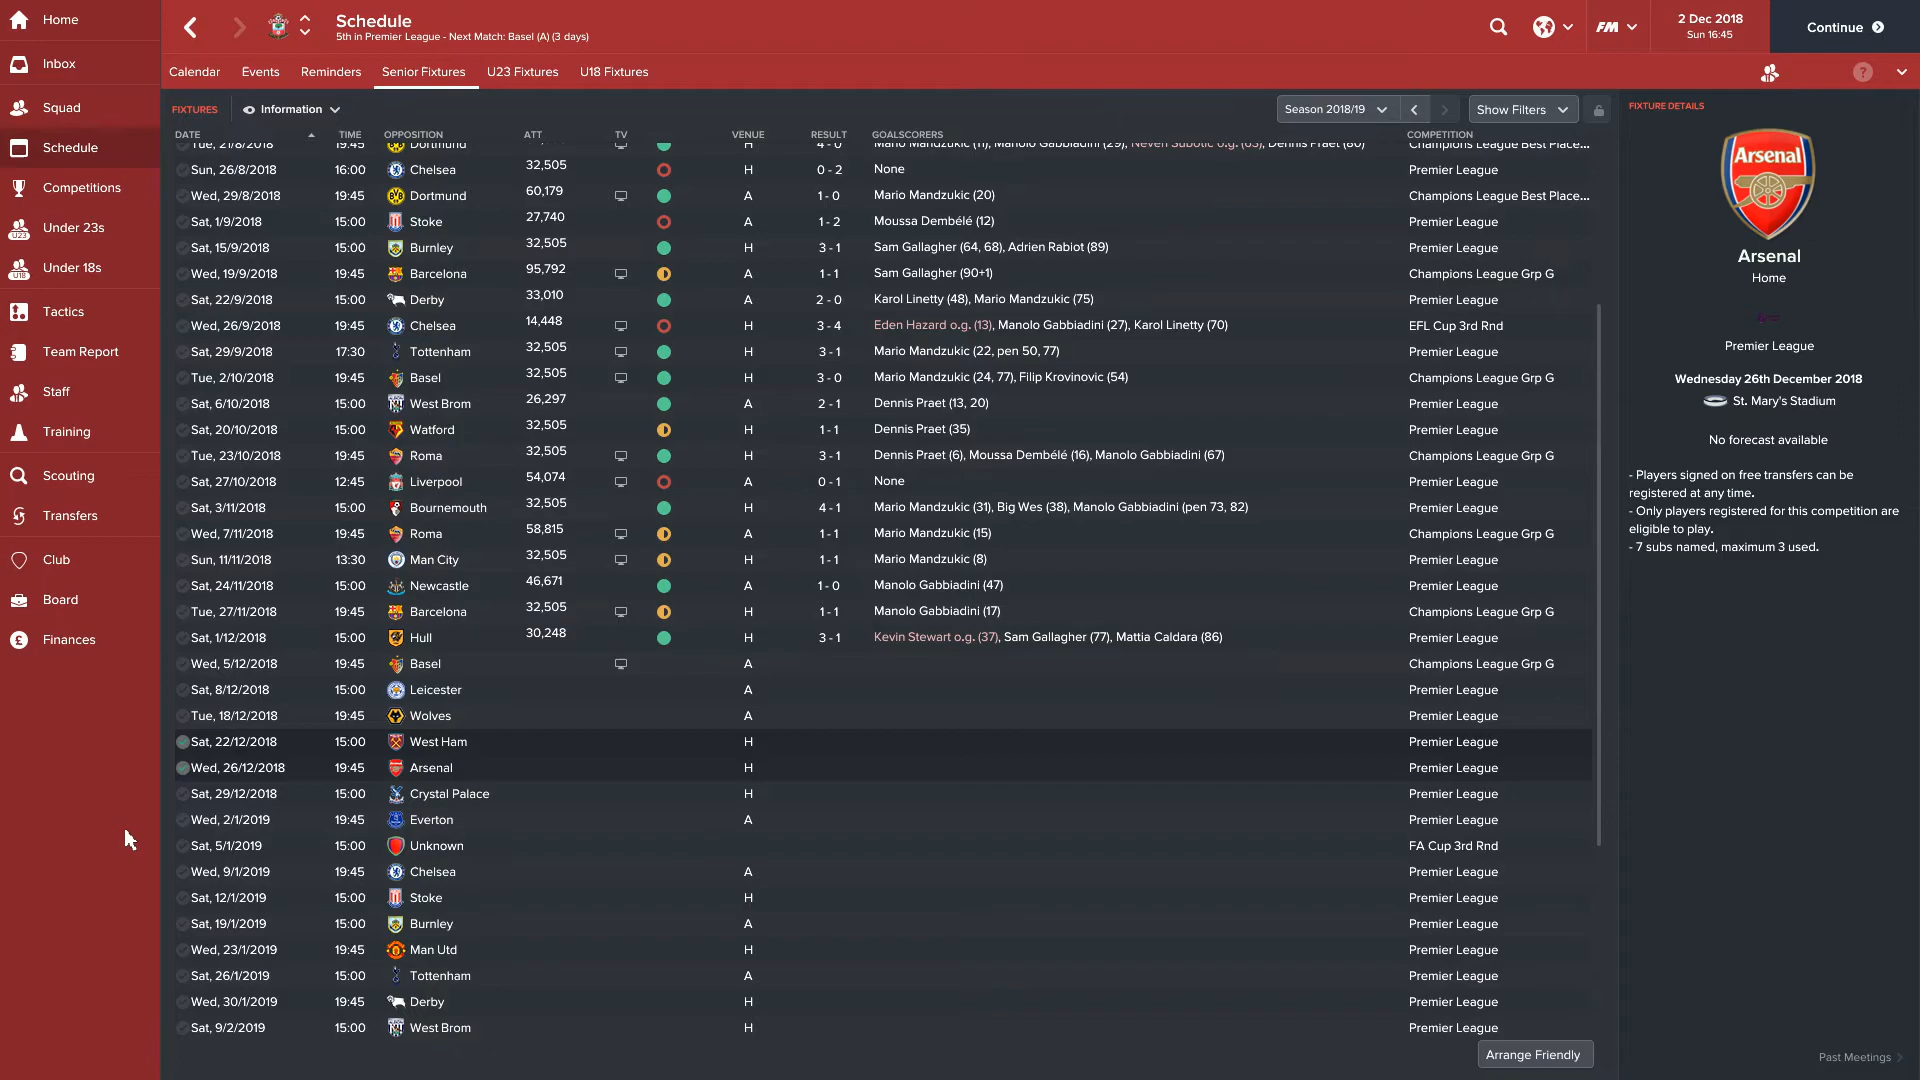 Home
Inbox
Squad
Schedule
Competitions
Under 23s
Under 18s
Tactics
Team Report
Staff
Training
Scouting
Transfers
Club
Board
Finances
Schedule
5th in Premier League - Next Match: Basel (A) (3 days)
FM
2 Dec 2018
Sun 16:45
Continue
Calendar Events Reminders Senior Fixtures U23 Fixtures U18 Fixtures
FIXTURES Information Season 2018/19 Show Filters
DATE TIME OPPOSITION ATT TV VENUE RESULT GOALSCORERS COMPETITION
Tue, 21/8/2018 19:45 Dortmund H 4-0 Mario Mandzukic (11), Manolo Gabbiadini (29), Neven Subotic o.g. (63), Dennis Praet (80) Champions League Best Place...
Sun, 26/8/2018 16:00 Chelsea 32,505 H 0 - 2 None Premier League
Wed, 29/8/2018 19:45 Dortmund 60,179 A 1 - 0 Mario Mandzukic (20) Champions League Best Place...
Sat, 1/9/2018 15:00 Stoke 27,740 A 1 - 2 Moussa Dembélé (12) Premier League
Sat, 15/9/2018 15:00 Burnley 32,505 H 3 - 1 Sam Gallagher (64, 68), Adrien Rabiot (89) Premier League
Wed, 19/9/2018 19:45 Barcelona 95,792 A 1 - 1 Sam Gallagher (90+1) Champions League Grp G
Sat, 22/9/2018 15:00 Derby 33,010 A 2 - 0 Karol Linetty (48), Mario Mandzukic (75) Premier League
Wed, 26/9/2018 19:45 Chelsea 14,448 H 3 - 4 Eden Hazard o.g. (13), Manolo Gabbiadini (27), Karol Linetty (70) EFL Cup 3rd Rnd
Sat, 29/9/2018 17:30 Tottenham 32,505 H 3 - 1 Mario Mandzukic (22, pen 50, 77) Premier League
Tue, 2/10/2018 19:45 Basel 32,505 H 3 - 0 Mario Mandzukic (24, 77), Filip Krovinovic (54) Champions League Grp G
Sat, 6/10/2018 15:00 West Brom 26,297 A 2 - 1 Dennis Praet (13, 20) Premier League
Sat, 20/10/2018 15:00 Watford 32,505 H 1 - 1 Dennis Praet (35) Premier League
Tue, 23/10/2018 19:45 Roma 32,505 H 3 - 1 Dennis Praet (6), Moussa Dembélé (16), Manolo Gabbiadini (67) Champions League Grp G
Sat, 27/10/2018 12:45 Liverpool 54,074 A 0 - 1 None Premier League
Sat, 3/11/2018 15:00 Bournemouth 32,505 H 4 - 1 Mario Mandzukic (31), Big Wes (38), Manolo Gabbiadini (pen 73, 82) Premier League
Wed, 7/11/2018 19:45 Roma 58,815 A 1 - 1 Mario Mandzukic (15) Champions League Grp G
Sun, 11/11/2018 13:30 Man City 32,505 H 1 - 1 Mario Mandzukic (8) Premier League
Sat, 24/11/2018 15:00 Newcastle 46,671 A 1 - 0 Manolo Gabbiadini (47) Premier League
Tue, 27/11/2018 19:45 Barcelona 32,505 H 1 - 1 Manolo Gabbiadini (17) Champions League Grp G
Sat, 1/12/2018 15:00 Hull 30,248 H 3 - 1 Kevin Stewart o.g. (37), Sam Gallagher (77), Mattia Caldara (86) Premier League
Wed, 5/12/2018 19:45 Basel A Champions League Grp G
Sat, 8/12/2018 15:00 Leicester A Premier League
Tue, 18/12/2018 19:45 Wolves A Premier League
Sat, 22/12/2018 15:00 West Ham H Premier League
Wed, 26/12/2018 19:45 Arsenal H Premier League
Sat, 29/12/2018 15:00 Crystal Palace H Premier League
Wed, 2/1/2019 19:45 Everton A Premier League
Sat, 5/1/2019 15:00 Unknown FA Cup 3rd Rnd
Wed, 9/1/2019 19:45 Chelsea A Premier League
Sat, 12/1/2019 15:00 Stoke H Premier League
Sat, 19/1/2019 15:00 Burnley A Premier League
Wed, 23/1/2019 19:45 Man Utd H Premier League
Sat, 26/1/2019 15:00 Tottenham A Premier League
Wed, 30/1/2019 19:45 Derby H Premier League
Sat, 9/2/2019 15:00 West Brom H Premier League
Arrange Friendly
FIXTURE DETAILS
Arsenal
Arsenal
Home
Premier League
Wednesday 26th December 2018
St. Mary's Stadium
No forecast available
- Players signed on free transfers can be
registered at any time.
- Only players registered for this competition are
eligible to play.
- 7 subs named, maximum 3 used.
Past Meetings